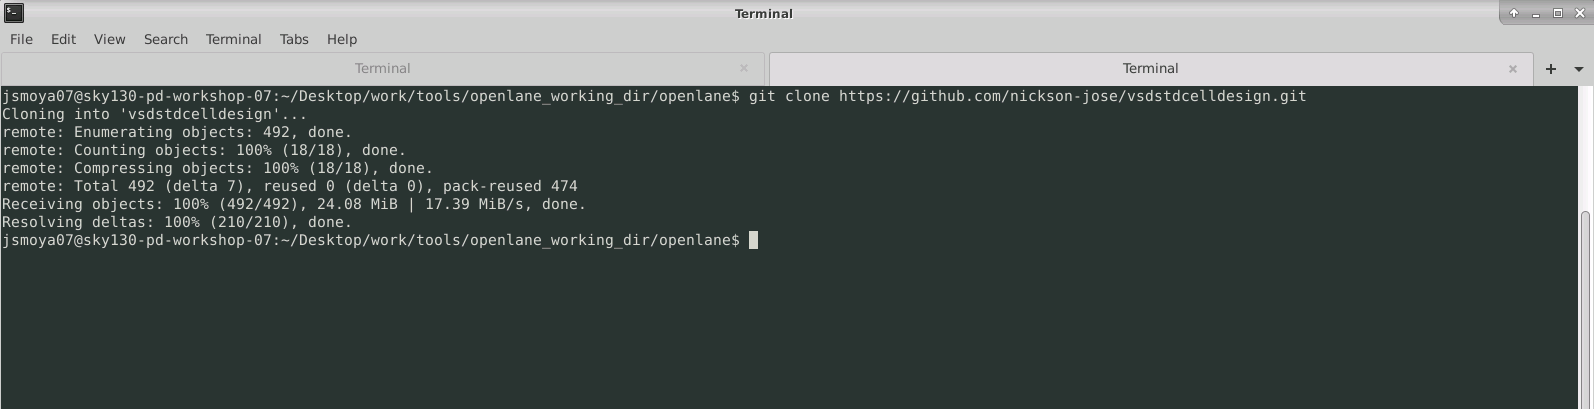 Terminal
File Edit View Search Terminal Tabs Help
Terminal Terminal
jsmoya07@sky130-pd-workshop-07:~/Desktop/work/tools/openlane_working_dir/openlane$ git clone https://github.com/nickson-jose/vsdstdcelldesign.git
Cloning into 'vsdstdcelldesign'...
remote: Enumerating objects: 492, done.
remote: Counting objects: 100% (18/18), done.
remote: Compressing objects: 100% (18/18), done.
remote: Total 492 (delta 7), reused 0 (delta 0), pack-reused 474
Receiving objects: 100% (492/492), 24.08 MiB | 17.39 MiB/s, done.
Resolving deltas: 100% (210/210), done.
jsmoya07@sky130-pd-workshop-07:~/Desktop/work/tools/openlane_working_dir/openlane$